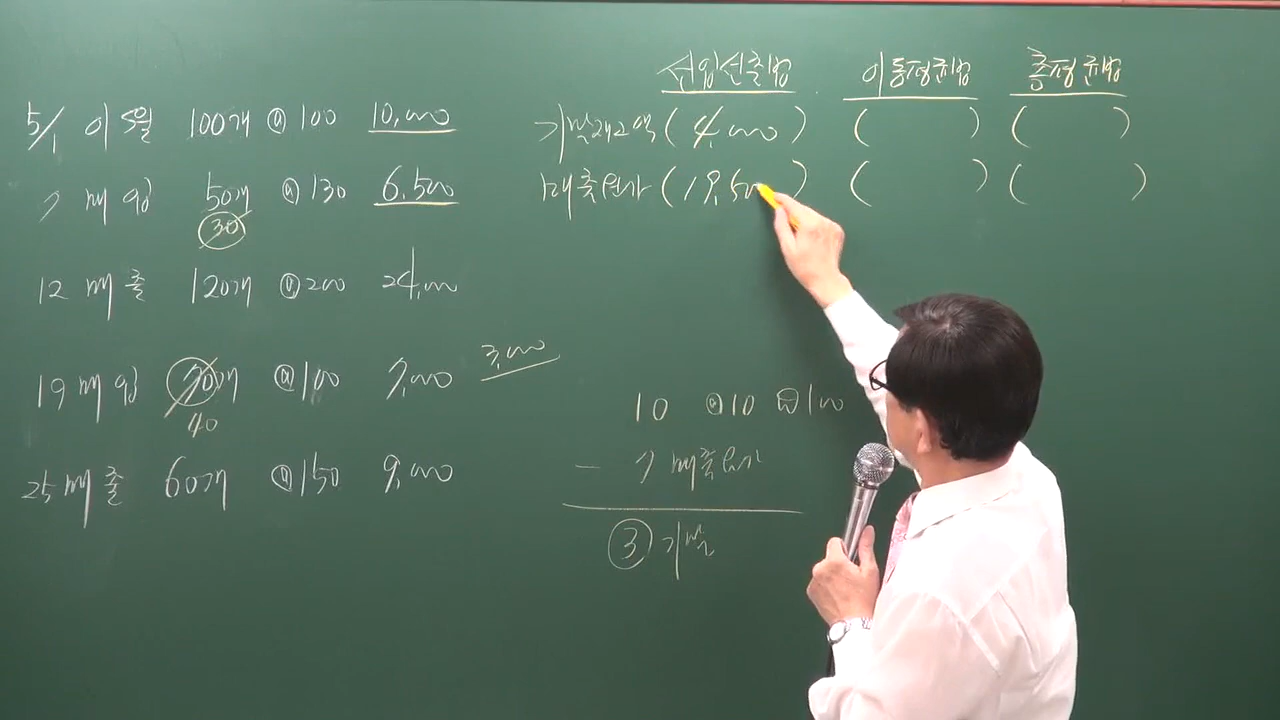 5/1 이월 100개 @100 10,000
7 매입 50개 @130 6,500
30
12 매출 120개 @200 24,000
19 매입 70개 @100 7,000 3,000
40
25 매출 60개 @150 9,000
선입선출법 이동평균법 총평균법
기말재고액 ( 4,000 ) ( ) ( )
매출원가 ( 19,500 ) ( ) ( )
10 @10 100
- 7 매출원가
③ 기말